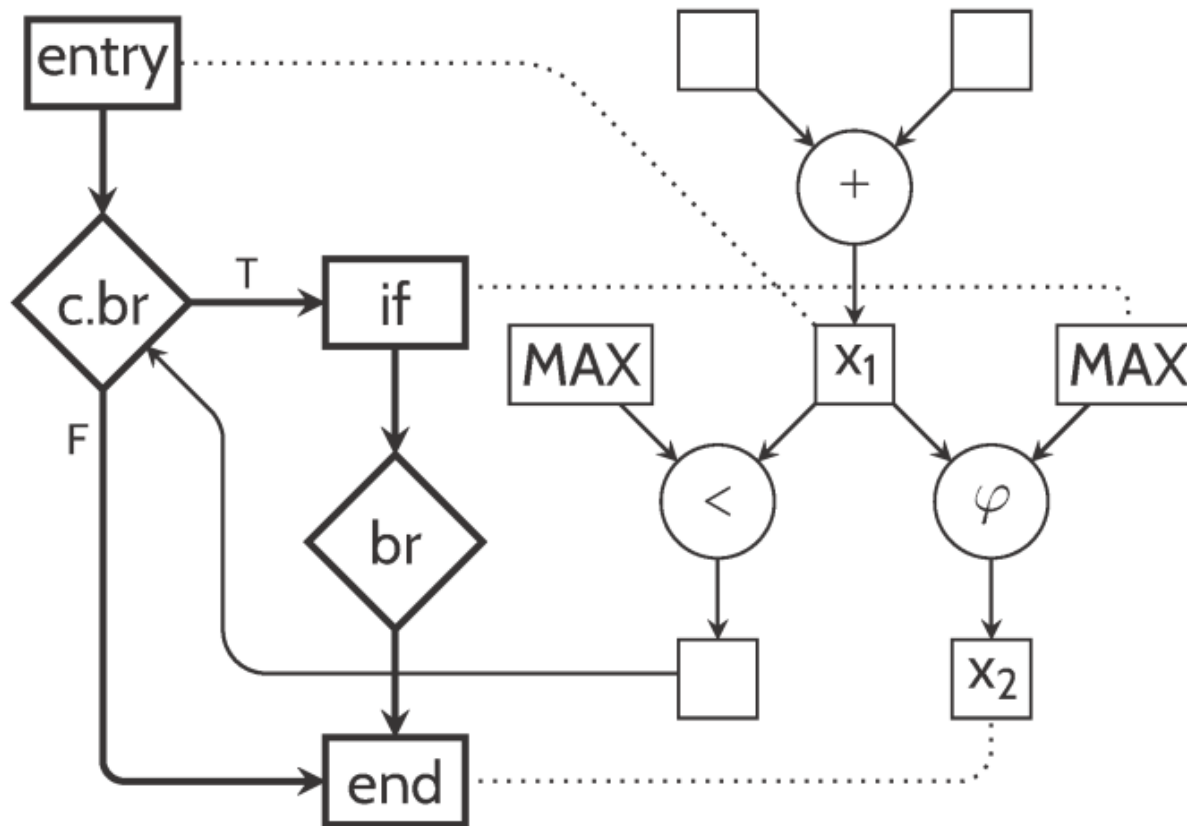 entry
+
T
c.br
if
MAX
x₁
MAX
F
<
φ
br
x₂
end